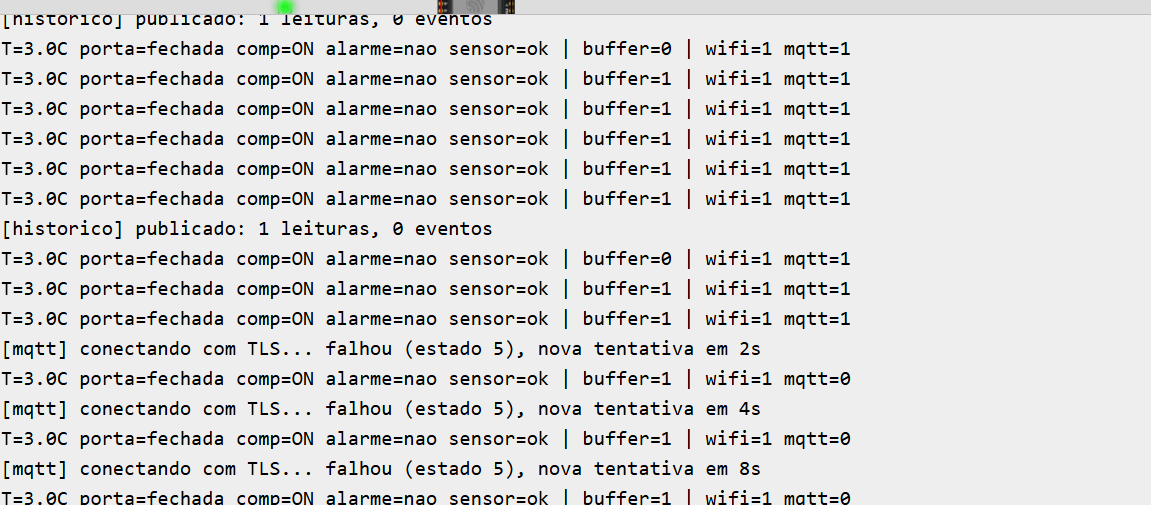 [historico] publicado: 1 leituras, 0 eventos
T=3.0C porta=fechada comp=ON alarme=nao sensor=ok | buffer=0 | wifi=1 mqtt=1
T=3.0C porta=fechada comp=ON alarme=nao sensor=ok | buffer=1 | wifi=1 mqtt=1
T=3.0C porta=fechada comp=ON alarme=nao sensor=ok | buffer=1 | wifi=1 mqtt=1
T=3.0C porta=fechada comp=ON alarme=nao sensor=ok | buffer=1 | wifi=1 mqtt=1
T=3.0C porta=fechada comp=ON alarme=nao sensor=ok | buffer=1 | wifi=1 mqtt=1
T=3.0C porta=fechada comp=ON alarme=nao sensor=ok | buffer=1 | wifi=1 mqtt=1
[historico] publicado: 1 leituras, 0 eventos
T=3.0C porta=fechada comp=ON alarme=nao sensor=ok | buffer=0 | wifi=1 mqtt=1
T=3.0C porta=fechada comp=ON alarme=nao sensor=ok | buffer=1 | wifi=1 mqtt=1
T=3.0C porta=fechada comp=ON alarme=nao sensor=ok | buffer=1 | wifi=1 mqtt=1
[mqtt] conectando com TLS... falhou (estado 5), nova tentativa em 2s
T=3.0C porta=fechada comp=ON alarme=nao sensor=ok | buffer=1 | wifi=1 mqtt=0
[mqtt] conectando com TLS... falhou (estado 5), nova tentativa em 4s
T=3.0C porta=fechada comp=ON alarme=nao sensor=ok | buffer=1 | wifi=1 mqtt=0
[mqtt] conectando com TLS... falhou (estado 5), nova tentativa em 8s
T=3.0C porta=fechada comp=ON alarme=nao sensor=ok | buffer=1 | wifi=1 mqtt=0